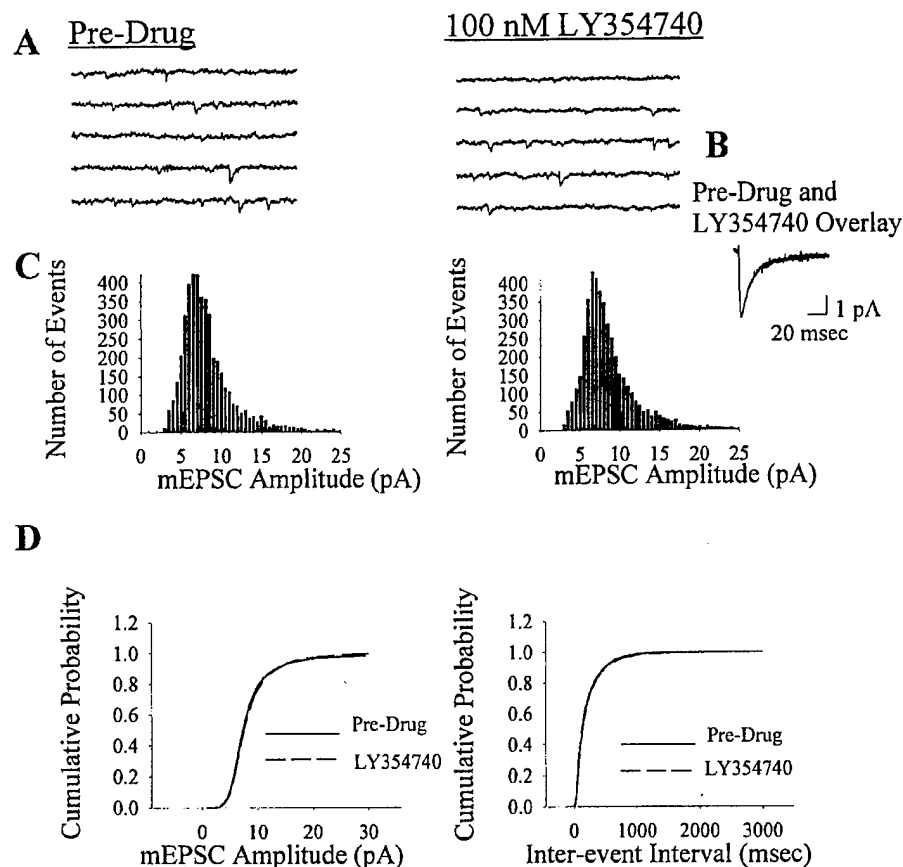 A
Pre-Drug
100 nM LY354740
B
Pre-Drug and
LY354740 Overlay
1 pA
20 msec
C
Number of Events
400
350
300
250
200
150
100
50
0
0 5 10 15 20 25
mEPSC Amplitude (pA)
Number of Events
400
350
300
250
200
150
100
50
0
0 5 10 15 20 25
mEPSC Amplitude (pA)
D
Cumulative Probability
1.2
1.0
0.8
0.6
0.4
0.2
0.0
Pre-Drug
LY354740
0 10 20 30
mEPSC Amplitude (pA)
Cumulative Probability
1.2
1.0
0.8
0.6
0.4
0.2
0.0
Pre-Drug
LY354740
0 1000 2000 3000
Inter-event Interval (msec)